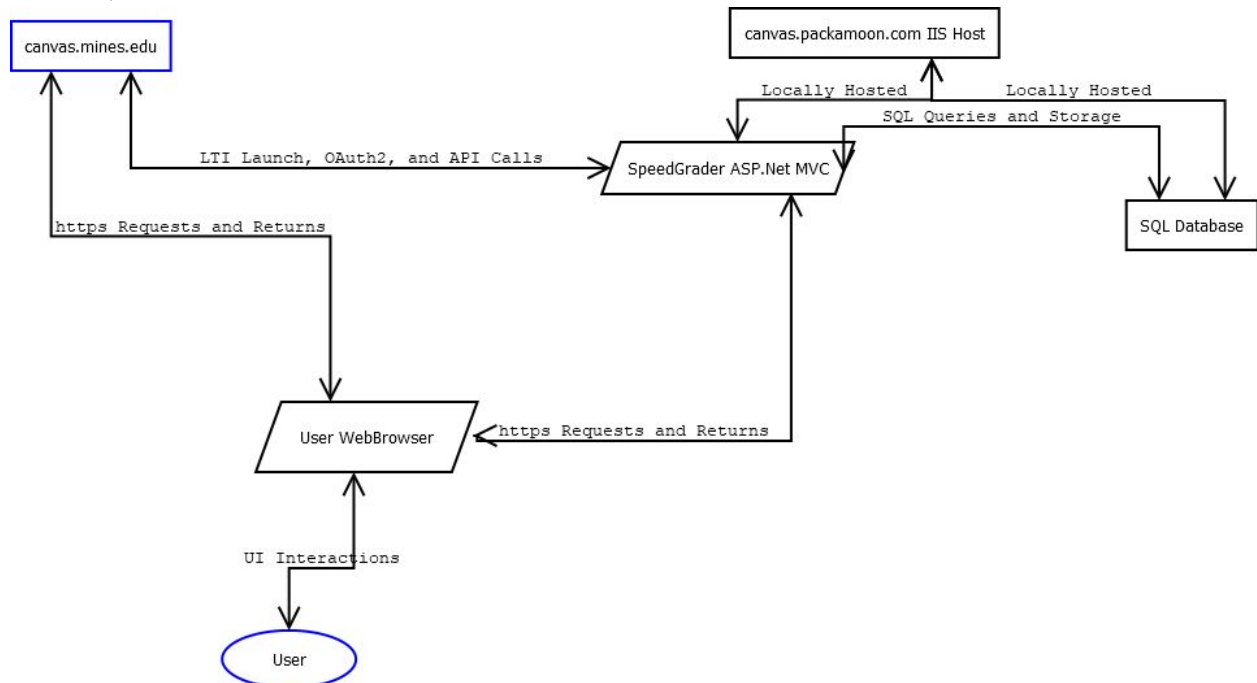 canvas.mines.edu
canvas.packamoon.com IIS Host
Locally Hosted
Locally Hosted
SQL Queries and Storage
LTI Launch, OAuth2, and API Calls
SpeedGrader ASP.Net MVC
https Requests and Returns
SQL Database
User WebBrowser
https Requests and Returns
UI Interactions
User